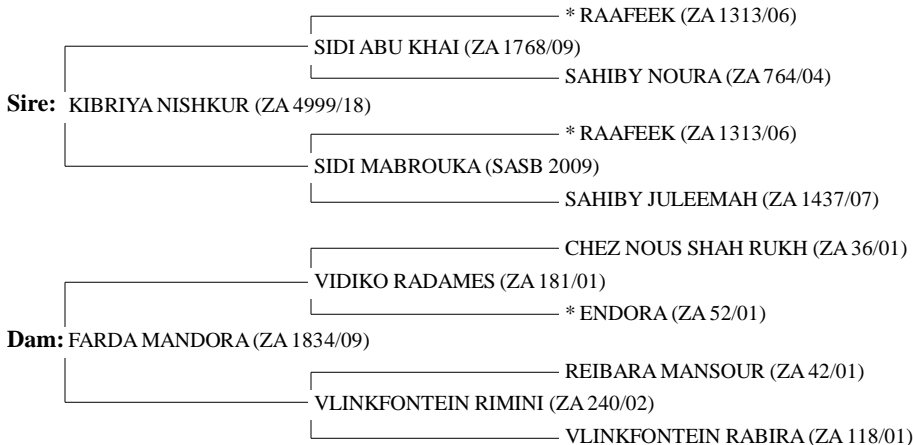 * RAAFEEK (ZA 1313/06)
SIDI ABU KHAI (ZA 1768/09)
SAHIBY NOURA (ZA 764/04)
Sire: KIBRIYA NISHKUR (ZA 4999/18)
* RAAFEEK (ZA 1313/06)
SIDI MABROUKA (SASB 2009)
SAHIBY JULEEMAH (ZA 1437/07)
CHEZ NOUS SHAH RUKH (ZA 36/01)
VIDIKO RADAMES (ZA 181/01)
* ENDORA (ZA 52/01)
Dam: FARDA MANDORA (ZA 1834/09)
REIBARA MANSOUR (ZA 42/01)
VLINKFONTEIN RIMINI (ZA 240/02)
VLINKFONTEIN RABIRA (ZA 118/01)